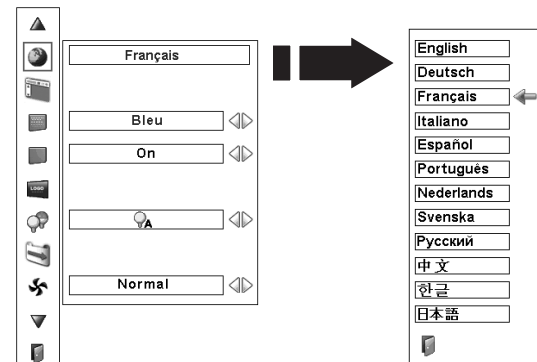 Français
Bleu
On
LOGO
A
Normal
English
Deutsch
Français
Italiano
Español
Português
Nederlands
Svenska
Русский
中文
한글
日本語